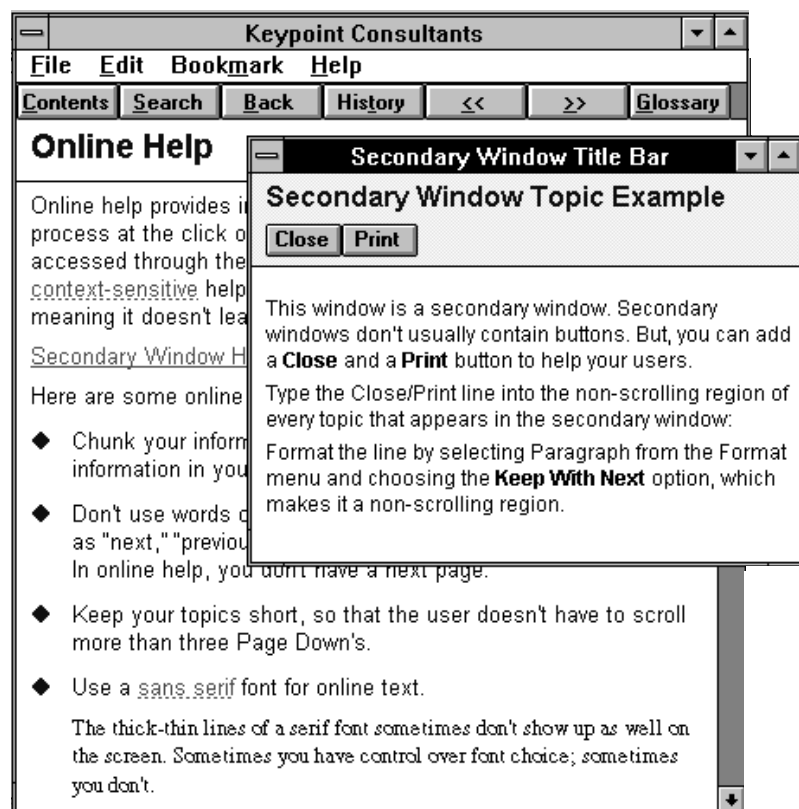 Keypoint Consultants
File Edit Bookmark Help
Contents Search Back History << >> Glossary
Online Help
Online help provides i
process at the click o
accessed through the
context-sensitive help
meaning it doesn't lea
Secondary Window H
Here are some online
◆ Chunk your inform
information in you
◆ Don't use words
as "next," "previou
In online help, you don't have a next page.
◆ Keep your topics short, so that the user doesn't have to scroll
more than three Page Down's.
◆ Use a sans serif font for online text.
The thick-thin lines of a serif font sometimes don't show up as well on
the screen. Sometimes you have control over font choice; sometimes
you don't.
Secondary Window Title Bar
Secondary Window Topic Example
Close Print
This window is a secondary window. Secondary
windows don't usually contain buttons. But, you can add
a Close and a Print button to help your users.
Type the Close/Print line into the non-scrolling region of
every topic that appears in the secondary window:
Format the line by selecting Paragraph from the Format
menu and choosing the Keep With Next option, which
makes it a non-scrolling region.